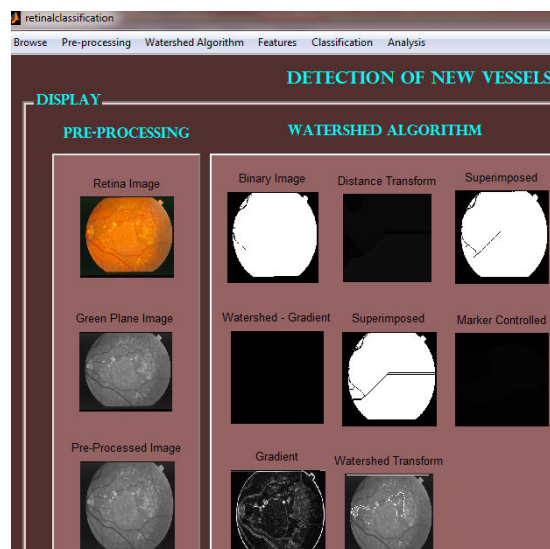 retinalclassification
Browse Pre-processing Watershed Algorithm Features Classification Analysis
DETECTION OF NEW VESSELS
DISPLAY
PRE-PROCESSING
WATERSHED ALGORITHM
Retina Image
Binary Image
Distance Transform
Superimposed
Green Plane Image
Watershed - Gradient
Superimposed
Marker Controlled
Pre-Processed Image
Gradient
Watershed Transform